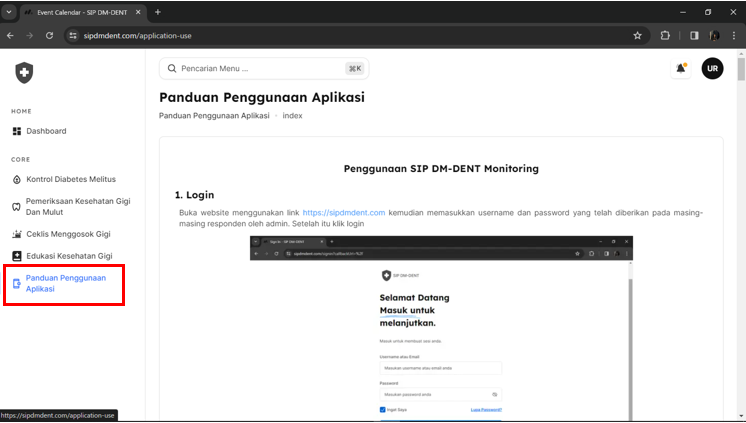 Event Calendar - SIP DM-DENT
sipdmdent.com/application-use
Pencarian Menu ...
⌘K
UR
HOME
Dashboard
CORE
Kontrol Diabetes Melitus
Pemeriksaan Kesehatan Gigi
Dan Mulut
Ceklis Menggosok Gigi
Edukasi Kesehatan Gigi
Panduan Penggunaan
Aplikasi
Panduan Penggunaan Aplikasi
Panduan Penggunaan Aplikasi - index
Penggunaan SIP DM-DENT Monitoring
1. Login
Buka website menggunakan link https://sipdmdent.com kemudian memasukkan username dan password yang telah diberikan pada masing-
masing responden oleh admin. Setelah itu klik login
SIP DM-DENT
Selamat Datang
Masuk untuk
melanjutkan.
Masuk untuk membuat sesi anda.
Username atau Email
Masukan username atau email anda
Password
Masukan password anda
Ingat Saya
Lupa Password?
https://sipdmdent.com/application-use